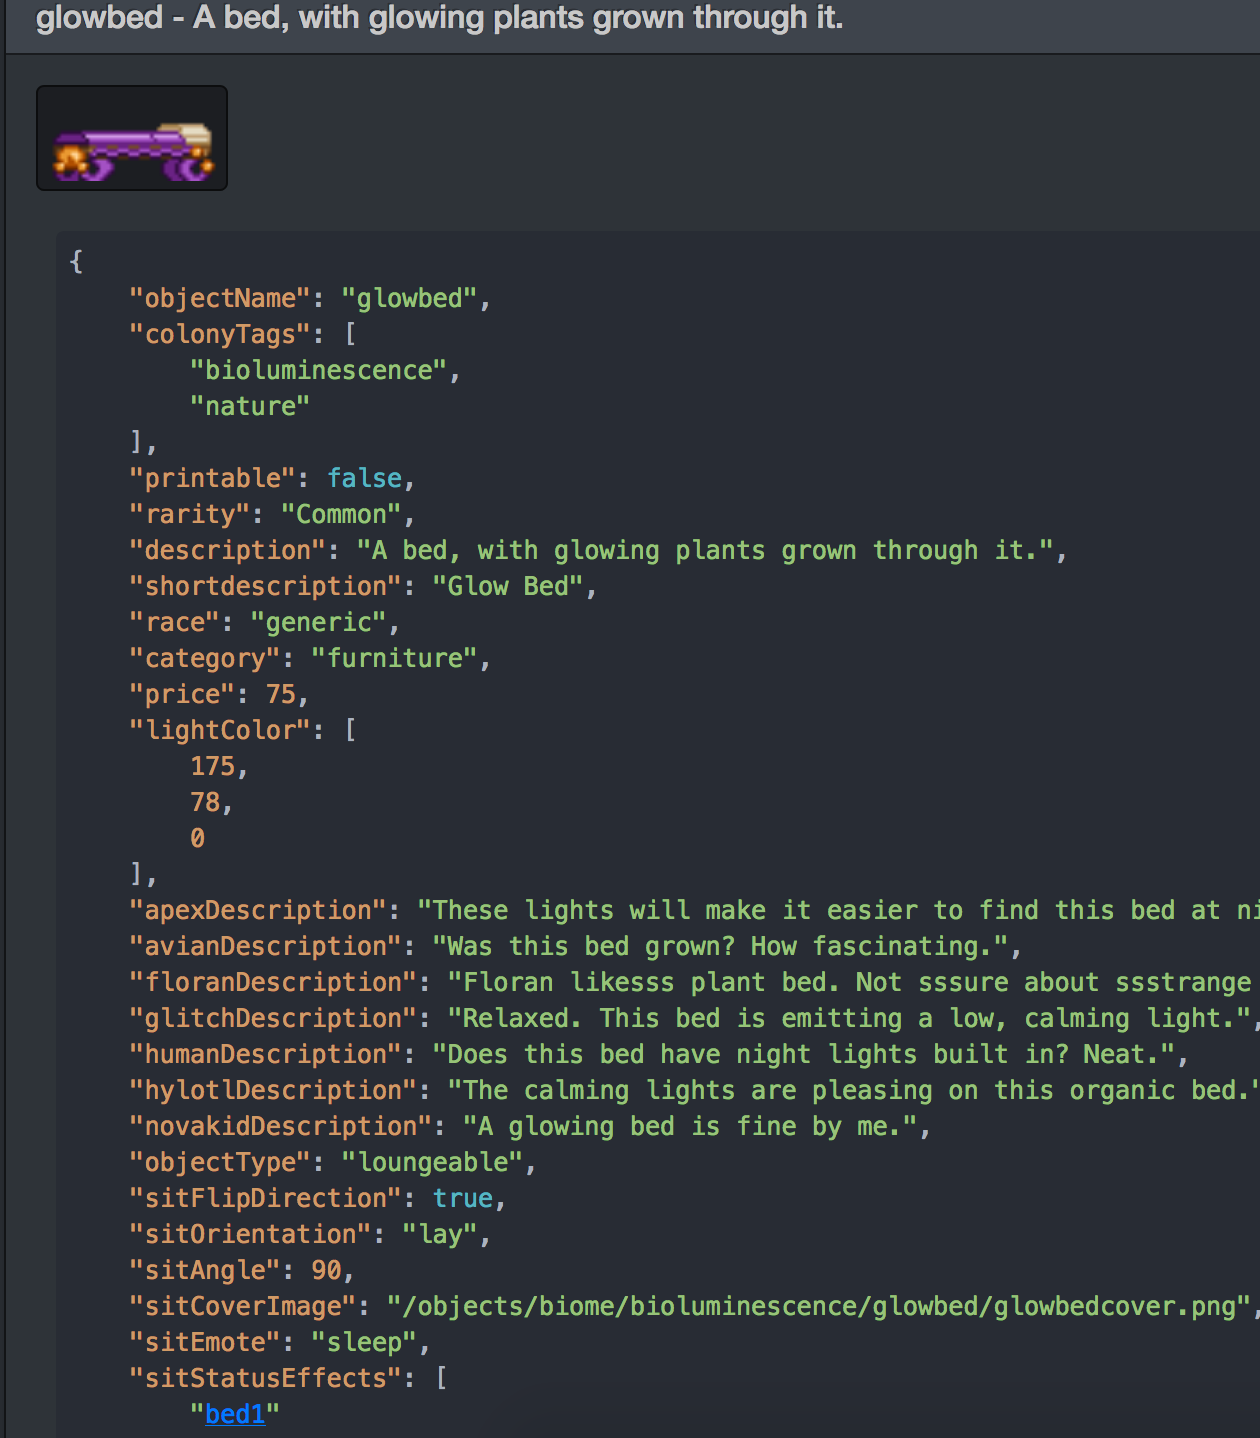 glowbed - A bed, with glowing plants grown through it.
{
"objectName": "glowbed",
"colonyTags": [
"bioluminescence",
"nature"
],
"printable": false,
"rarity": "Common",
"description": "A bed, with glowing plants grown through it.",
"shortdescription": "Glow Bed",
"race": "generic",
"category": "furniture",
"price": 75,
"lightColor": [
175,
78,
0
],
"apexDescription": "These lights will make it easier to find this bed at ni
"avianDescription": "Was this bed grown? How fascinating.",
"floranDescription": "Floran likesss plant bed. Not sssure about ssstrange
"glitchDescription": "Relaxed. This bed is emitting a low, calming light.",
"humanDescription": "Does this bed have night lights built in? Neat.",
"hylotlDescription": "The calming lights are pleasing on this organic bed."
"novakidDescription": "A glowing bed is fine by me.",
"objectType": "loungeable",
"sitFlipDirection": true,
"sitOrientation": "lay",
"sitAngle": 90,
"sitCoverImage": "/objects/biome/bioluminescence/glowbed/glowbedcover.png",
"sitEmote": "sleep",
"sitStatusEffects": [
"bed1"